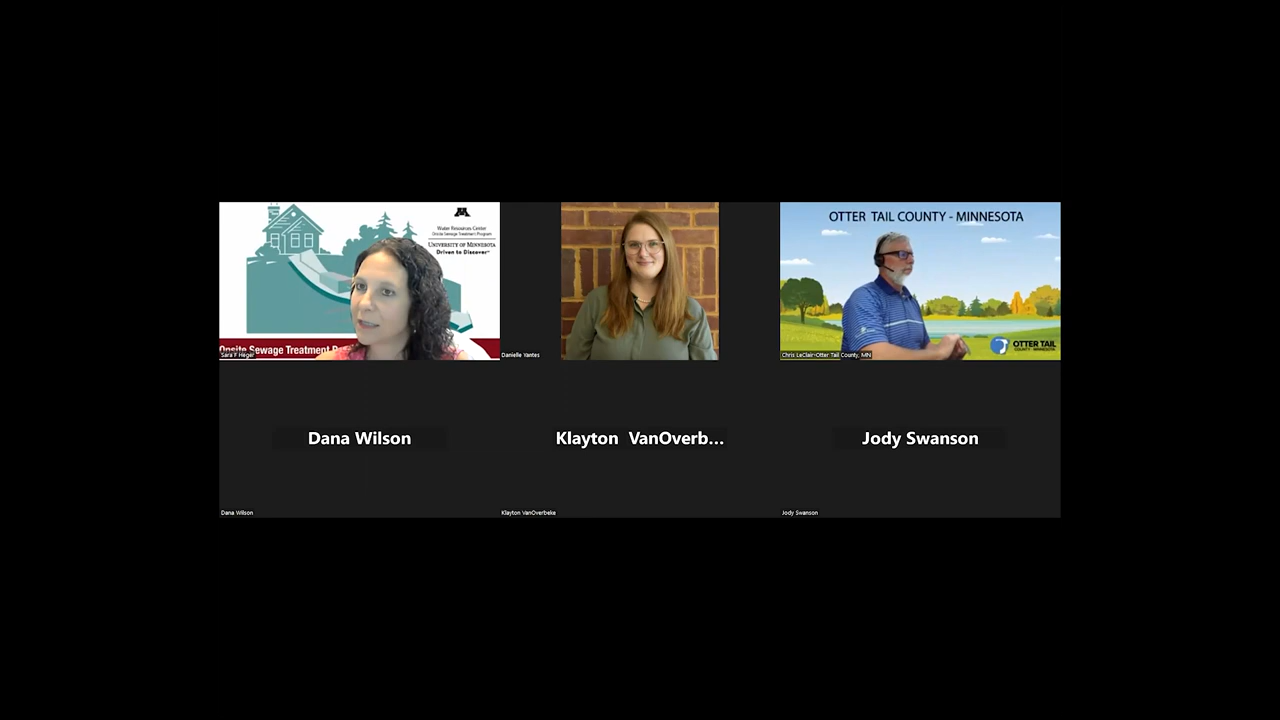 Water Resources Center
Onsite Sewage Treatment Program
UNIVERSITY OF MINNESOTA
Driven to Discover
Onsite Sewage Treatment
Sara F Heger
Danielle Yantes
OTTER TAIL COUNTY - MINNESOTA
OTTER TAIL
COUNTY - MINNESOTA
Chris LeClair-Otter Tail County, MN
Dana Wilson
Klayton VanOverb...
Jody Swanson
Dana Wilson
Klayton VanOverbeke
Jody Swanson